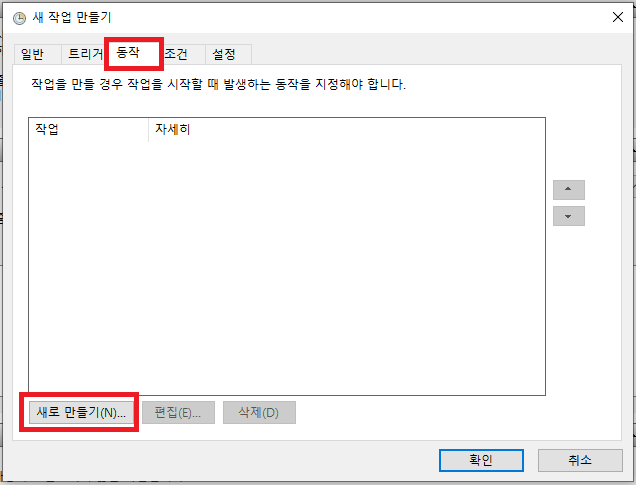 새 작업 만들기
일반 트리거 동작 조건 설정
작업을 만들 경우 작업을 시작할 때 발생하는 동작을 지정해야 합니다.
작업 자세히
새로 만들기(N)... 편집(E)... 삭제(D)
확인 취소